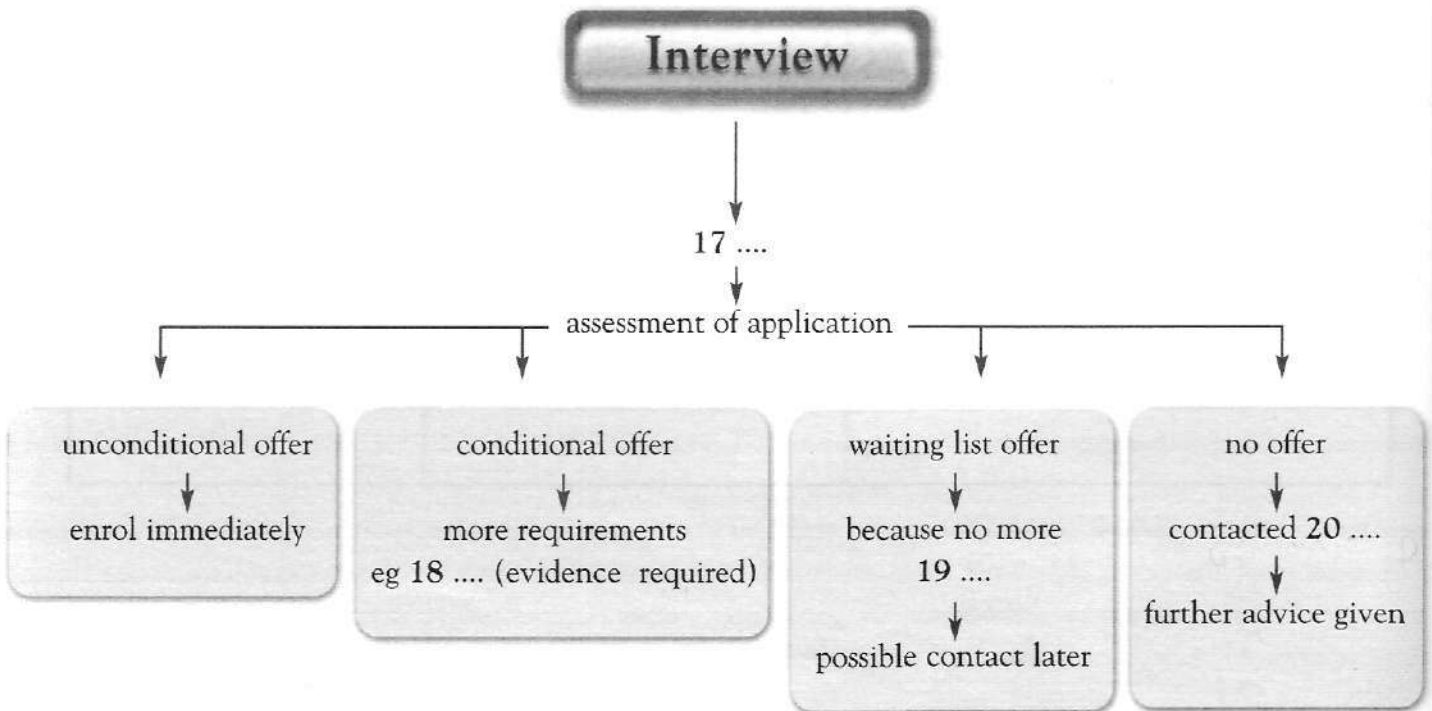 Interview
17 ....
assessment of application
unconditional offer
enrol immediately
conditional offer
more requirements
eg 18 .... (evidence required)
waiting list offer
because no more
19 ....
possible contact later
no offer
contacted 20 ....
further advice given